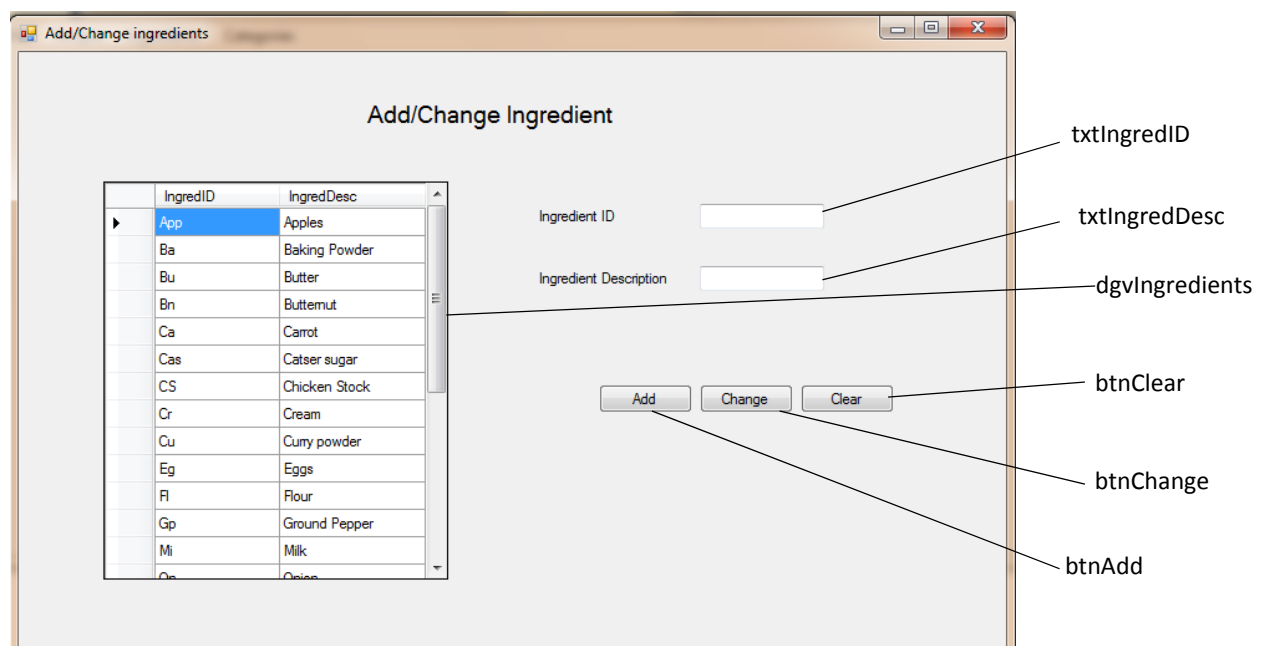 Add/Change ingredients
Add/Change Ingredient
txtIngredID
IngredID IngredDesc
App Apples
Ingredient ID
txtIngredDesc
Ba Baking Powder
Bu Butter
Ingredient Description
dgvIngredients
Bn Butternut
Ca Carrot
Cas Catser sugar
CS Chicken Stock
btnClear
Add Change Clear
Cr Cream
Cu Curry powder
Eg Eggs
btnChange
Fl Flour
Gp Ground Pepper
Mi Milk
btnAdd
On Onion